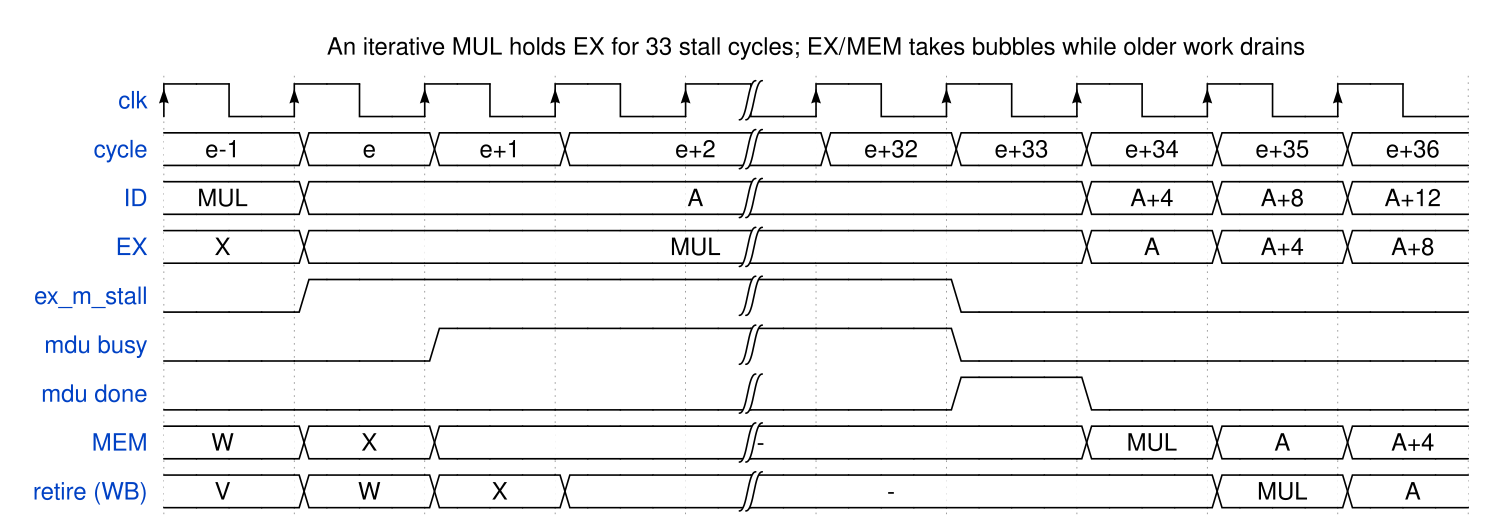 An iterative MUL holds EX for 33 stall cycles; EX/MEM takes bubbles while older work drains
clk
cycle e-1 e e+1 e+2 e+32 e+33 e+34 e+35 e+36
ID MUL A A+4 A+8 A+12
EX X MUL A A+4 A+8
ex_m_stall
mdu busy
mdu done
MEM W X - MUL A A+4
retire (WB) V W X - MUL A